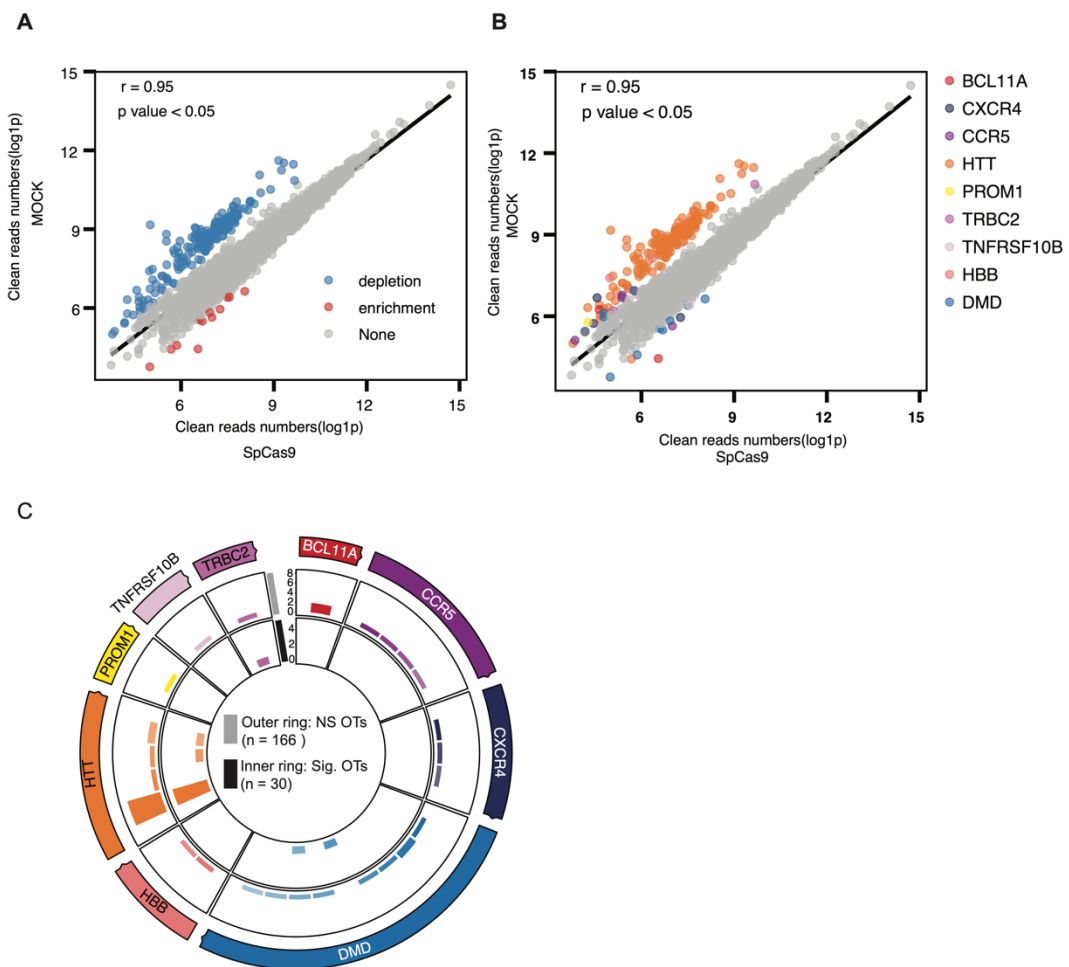 A
15
12
9
6
Clean reads numbers(log1p)
MOCK
r = 0.95
p value < 0.05
depletion
enrichment
None
6
9
12
15
Clean reads numbers(log1p)
SpCas9
B
15
12
9
6
Clean reads numbers(log1p)
MOCK
r = 0.95
p value < 0.05
6
9
12
15
Clean reads numbers(log1p)
SpCas9
BCL11A
CXCR4
CCR5
HTT
PROM1
TRBC2
TNFRSF10B
HBB
DMD
C
BCL11A
CCR5
CXCR4
DMD
HBB
HTT
PROM1
TNFRSF10B
TRBC2
8
6
4
2
0
4
2
0
Outer ring: NS OTs
(n = 166 )
Inner ring: Sig. OTs
(n = 30)